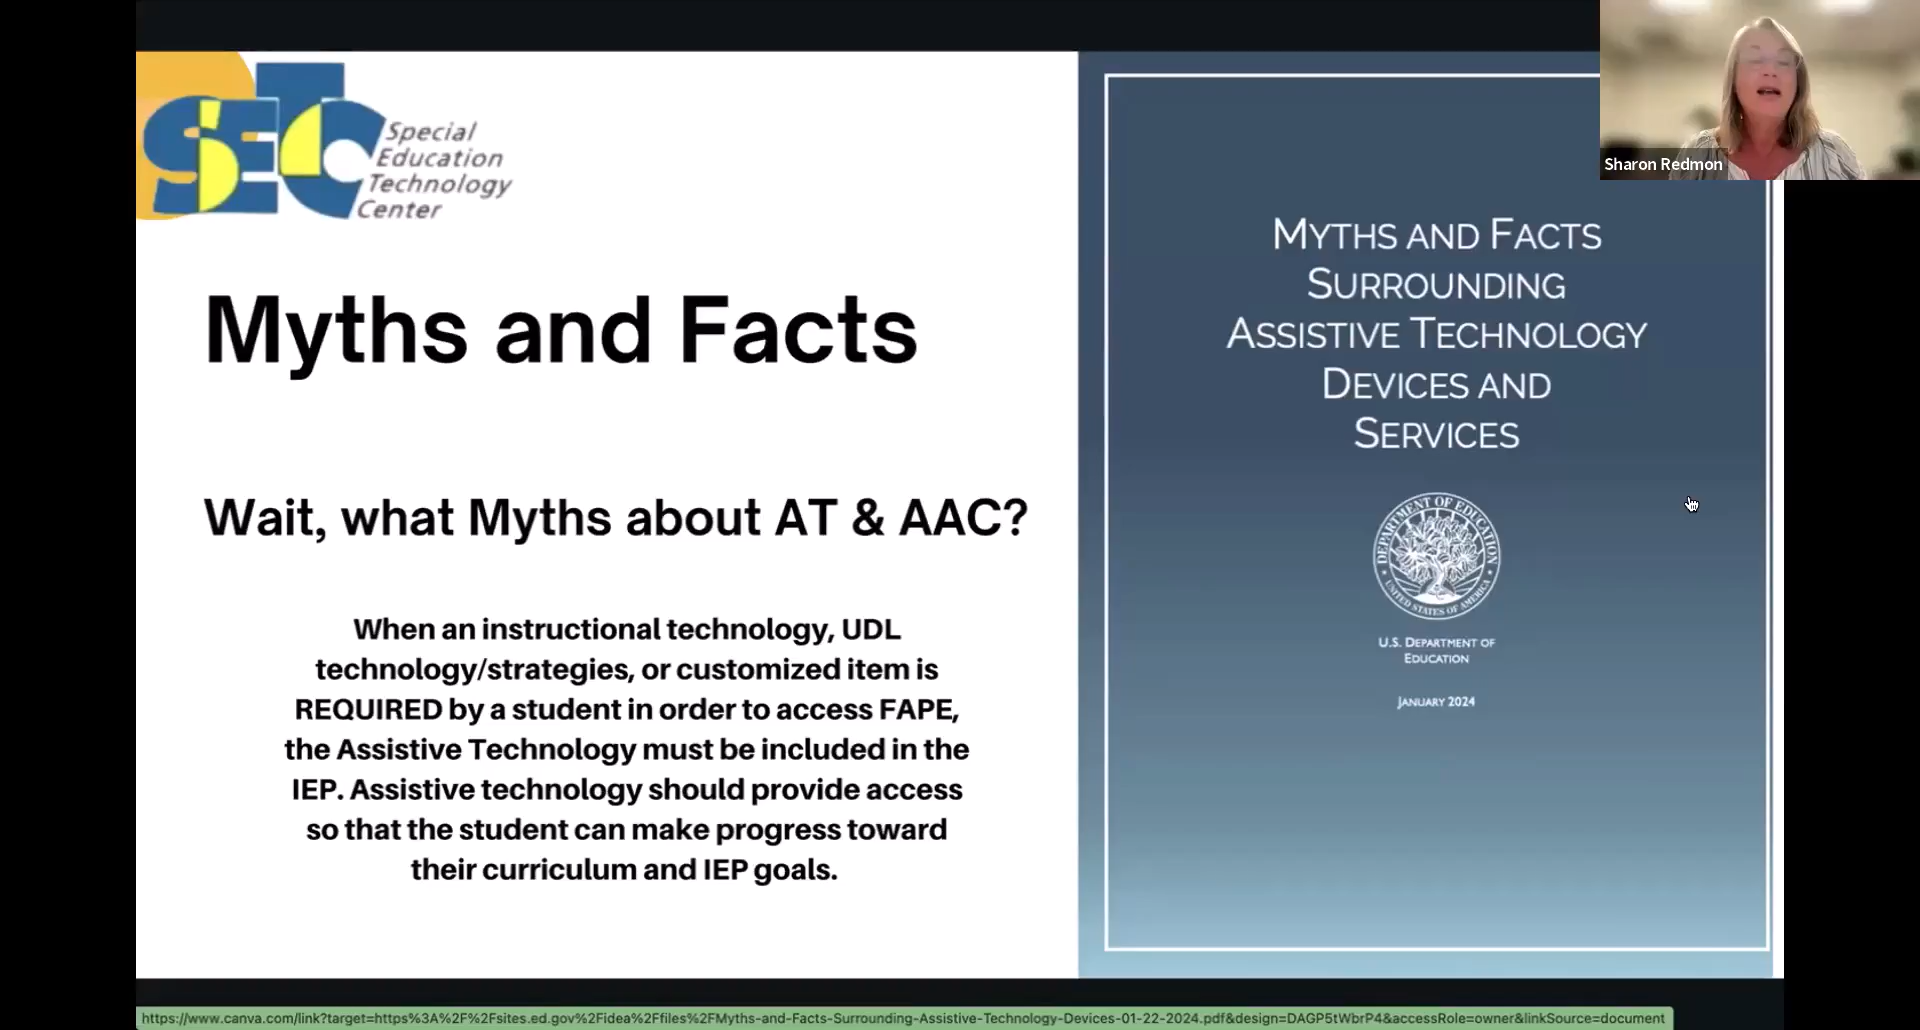 SETC
Special
Education
Technology
Center
Myths and Facts
Wait, what Myths about AT & AAC?
When an instructional technology, UDL
technology/strategies, or customized item is
REQUIRED by a student in order to access FAPE,
the Assistive Technology must be included in the
IEP. Assistive technology should provide access
so that the student can make progress toward
their curriculum and IEP goals.
MYTHS AND FACTS
SURROUNDING
ASSISTIVE TECHNOLOGY
DEVICES AND
SERVICES
DEPARTMENT OF EDUCATION
UNITED STATES OF AMERICA
U.S. DEPARTMENT OF
EDUCATION
JANUARY 2024
Sharon Redmon
https://www.canva.com/link?target=https%3A%2F%2Fsites.ed.gov%2Fidea%2Ffiles%2FMyths-and-Facts-Surrounding-Assistive-Technology-Devices-01-22-2024.pdf&design=DAGP5tWbrP4&accessRole=owner&linkSource=document